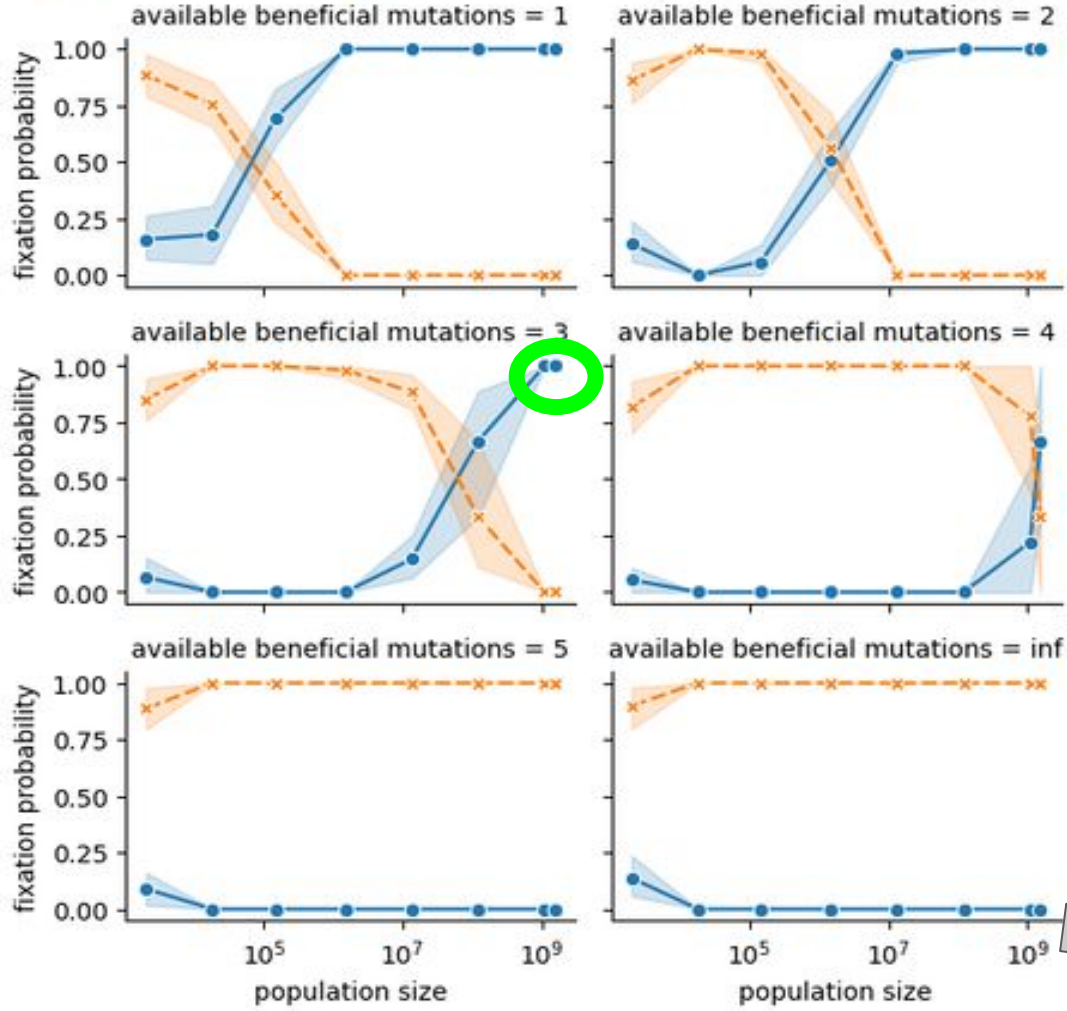 available beneficial mutations = 1
available beneficial mutations = 2
fixation probability
1.00
0.75
0.50
0.25
0.00
available beneficial mutations = 3
available beneficial mutations = 4
fixation probability
1.00
0.75
0.50
0.25
0.00
available beneficial mutations = 5
available beneficial mutations = inf
fixation probability
1.00
0.75
0.50
0.25
0.00
10⁵ 10⁷ 10⁹
10⁵ 10⁷ 10⁹
population size
population size